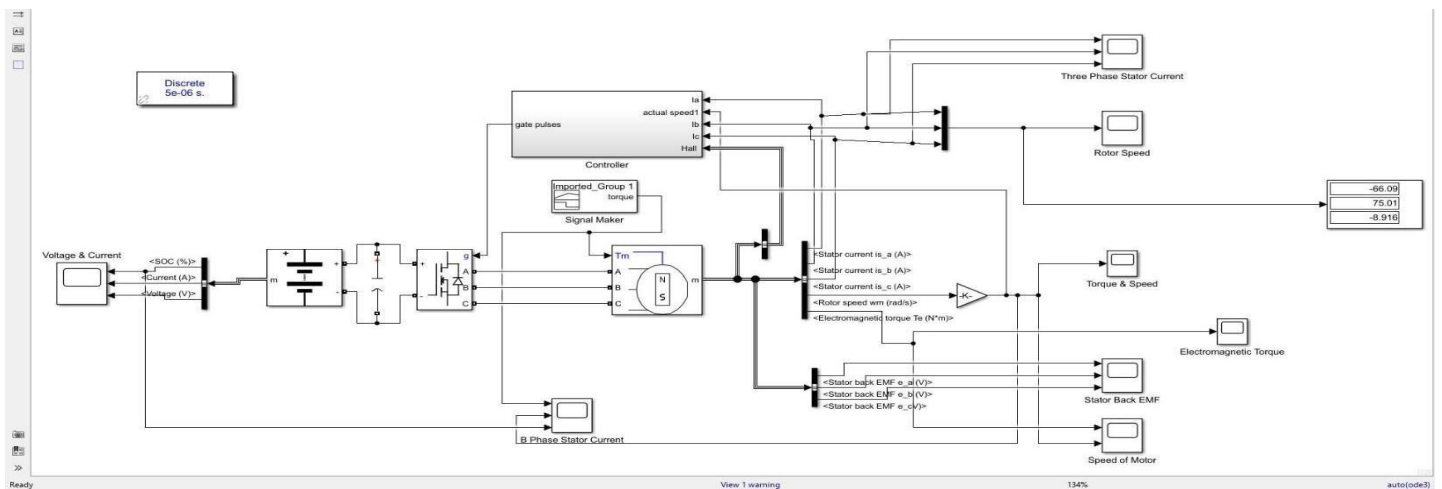 Discrete
5e-06 s.
Ia
actual speed1
gate pulses
Ib
Ic
Hall
Controller
Three Phase Stator Current
Rotor Speed
-66.09
75.01
-8.916
Imported_Group 1
torque
Signal Maker
Voltage & Current
<SOC (%)>
<Current (A)>
<Voltage (V)>
m
+
+
-
+
-
g
A
B
C
Tm
A
B
C
N
S
m
<Stator current is_a (A)>
<Stator current is_b (A)>
<Stator current is_c (A)>
<Rotor speed wm (rad/s)>
<Electromagnetic torque Te (N*m)>
-K-
Torque & Speed
Electromagnetic Torque
<Stator back EMF e_a (V)>
<Stator back EMF e_b (V)>
<Stator back EMF e_cV)>
Stator Back EMF
B Phase Stator Current
Speed of Motor
Ready
View 1 warning
134%
auto(ode3)